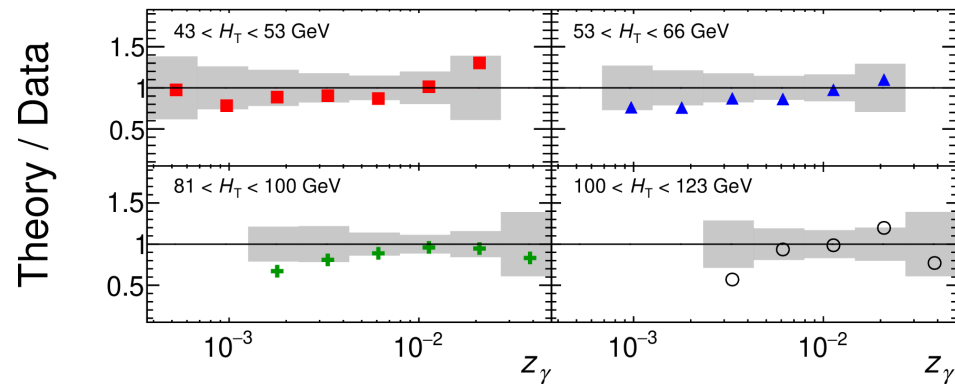 Theory / Data
43 < H_T < 53 GeV
53 < H_T < 66 GeV
1.5
1
0.5
81 < H_T < 100 GeV
100 < H_T < 123 GeV
1.5
1
0.5
10⁻³ 10⁻² 10⁻³ 10⁻²
z_γ z_γ